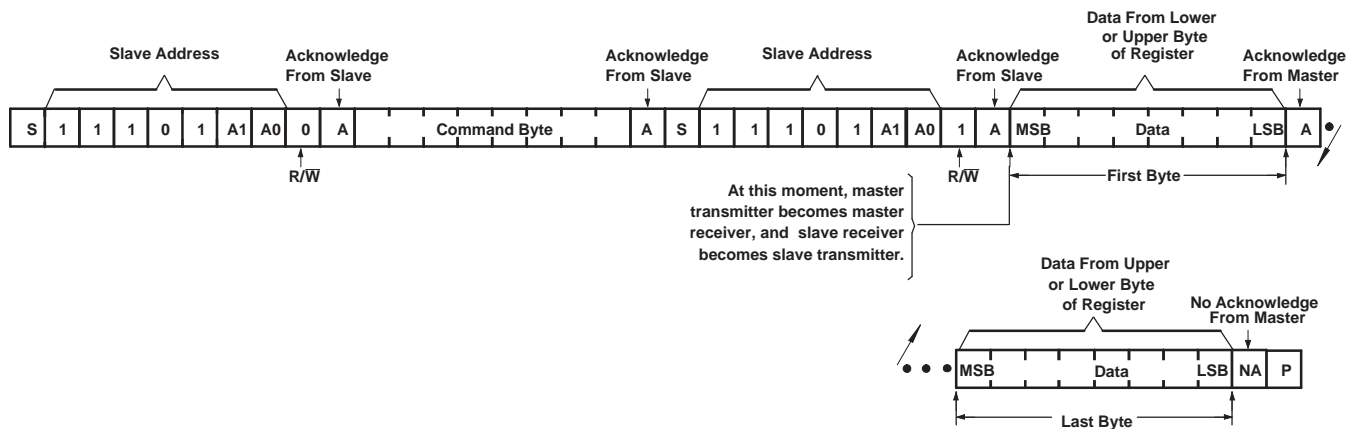 Slave Address
Acknowledge
From Slave
Acknowledge
From Slave
Slave Address
Acknowledge
From Slave
Data From Lower
or Upper Byte
of Register
Acknowledge
From Master
S 1 1 1 0 1 A1 A0 0 A Command Byte A S 1 1 1 0 1 A1 A0 1 A MSB Data LSB A
R/W̅
R/W̅
First Byte
At this moment, master
transmitter becomes master
receiver, and slave receiver
becomes slave transmitter.
Data From Upper
or Lower Byte
of Register
No Acknowledge
From Master
MSB Data LSB NA P
Last Byte